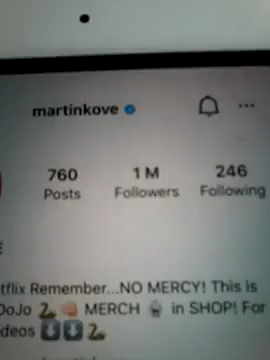 martinkove
760 1 M 246
Posts Followers Following
tflix Remember...NO MERCY! This is
DoJo 🐍 👊 MERCH 🥋 in SHOP! For
deos ⬇️⬇️🐍